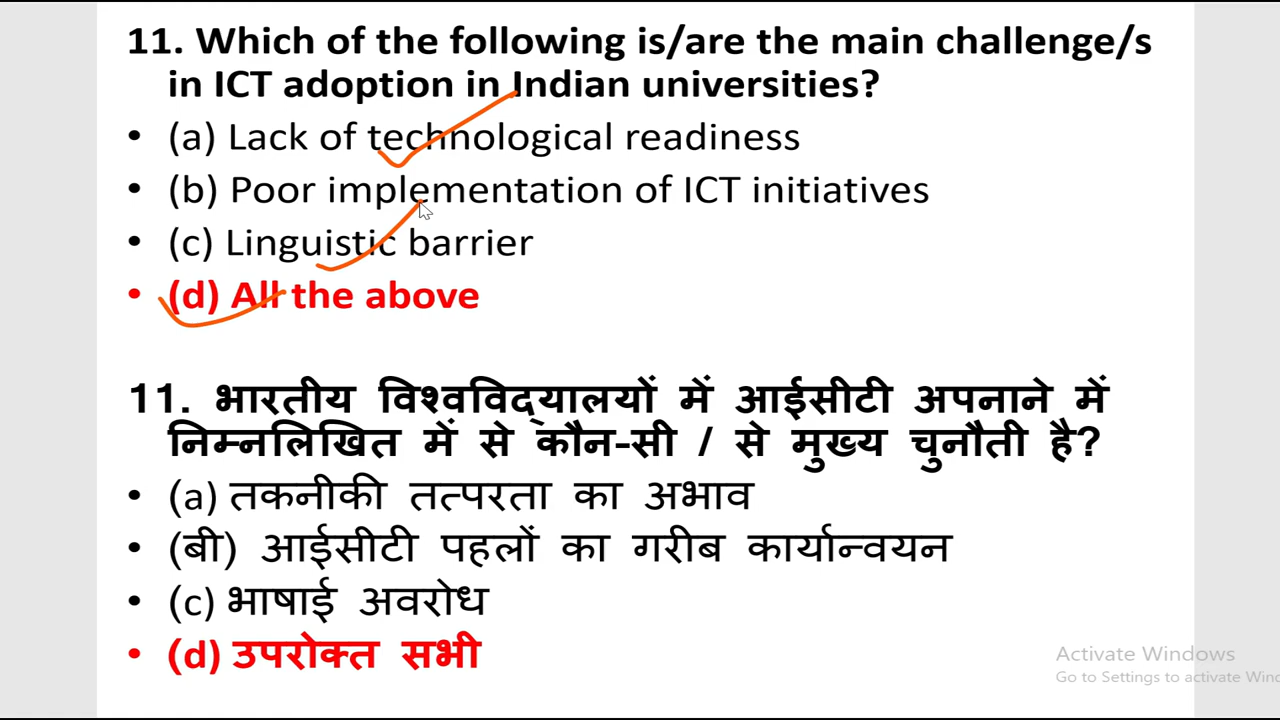 11. Which of the following is/are the main challenge/s
in ICT adoption in Indian universities?
• (a) Lack of technological readiness
• (b) Poor implementation of ICT initiatives
• (c) Linguistic barrier
• (d) All the above
11. भारतीय विश्वविद्यालयों में आईसीटी अपनाने में
निम्नलिखित में से कौन-सी / से मुख्य चुनौती है?
• (a) तकनीकी तत्परता का अभाव
• (बी) आईसीटी पहलों का गरीब कार्यान्वयन
• (c) भाषाई अवरोध
• (d) उपरोक्त सभी
Activate Windows
Go to Settings to activate Wind